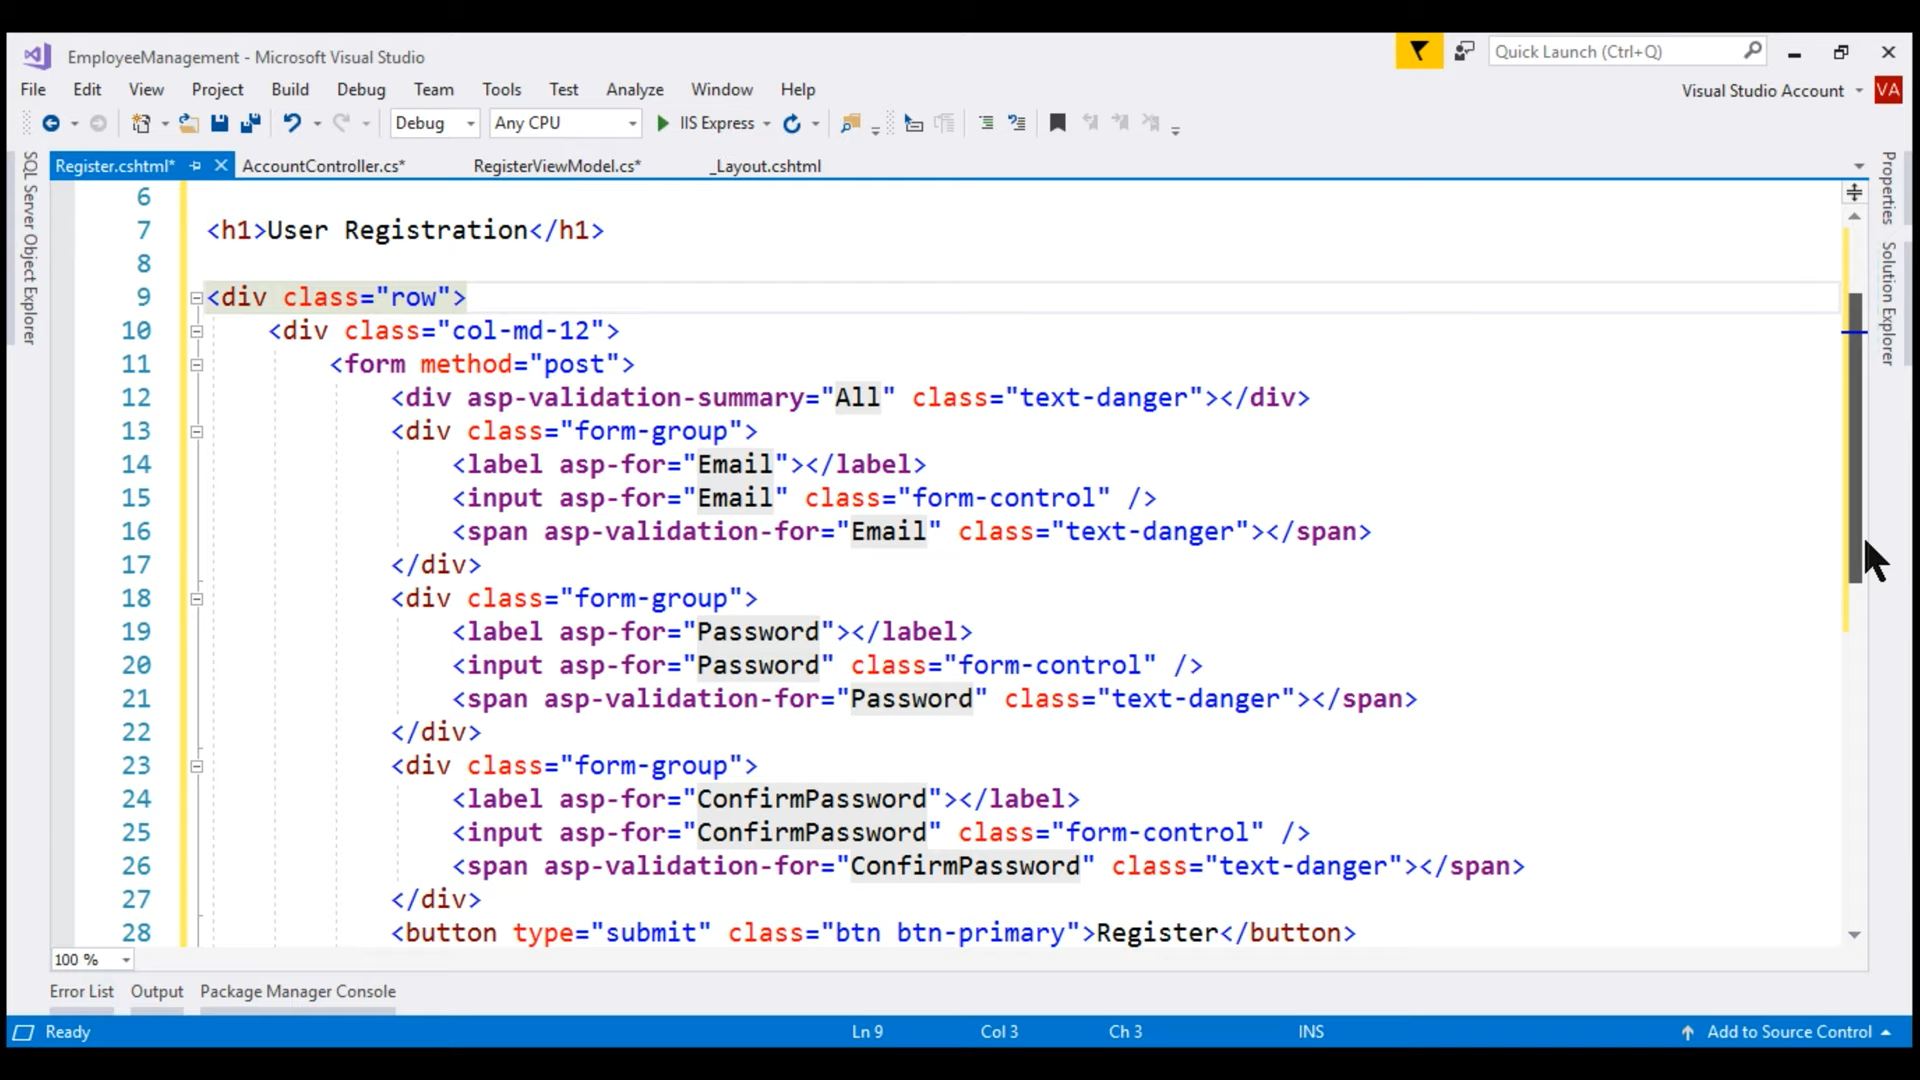 EmployeeManagement - Microsoft Visual Studio
Quick Launch (Ctrl+Q)
File Edit View Project Build Debug Team Tools Test Analyze Window Help
Visual Studio Account VA
Debug Any CPU IIS Express
Register.cshtml* AccountController.cs* RegisterViewModel.cs* _Layout.cshtml
SQL Server Object Explorer
Properties
Solution Explorer
6
7 <h1>User Registration</h1>
8
9 <div class="row">
10 <div class="col-md-12">
11 <form method="post">
12 <div asp-validation-summary="All" class="text-danger"></div>
13 <div class="form-group">
14 <label asp-for="Email"></label>
15 <input asp-for="Email" class="form-control" />
16 <span asp-validation-for="Email" class="text-danger"></span>
17 </div>
18 <div class="form-group">
19 <label asp-for="Password"></label>
20 <input asp-for="Password" class="form-control" />
21 <span asp-validation-for="Password" class="text-danger"></span>
22 </div>
23 <div class="form-group">
24 <label asp-for="ConfirmPassword"></label>
25 <input asp-for="ConfirmPassword" class="form-control" />
26 <span asp-validation-for="ConfirmPassword" class="text-danger"></span>
27 </div>
28 <button type="submit" class="btn btn-primary">Register</button>
100 %
Error List Output Package Manager Console
Ready Ln 9 Col 3 Ch 3 INS Add to Source Control